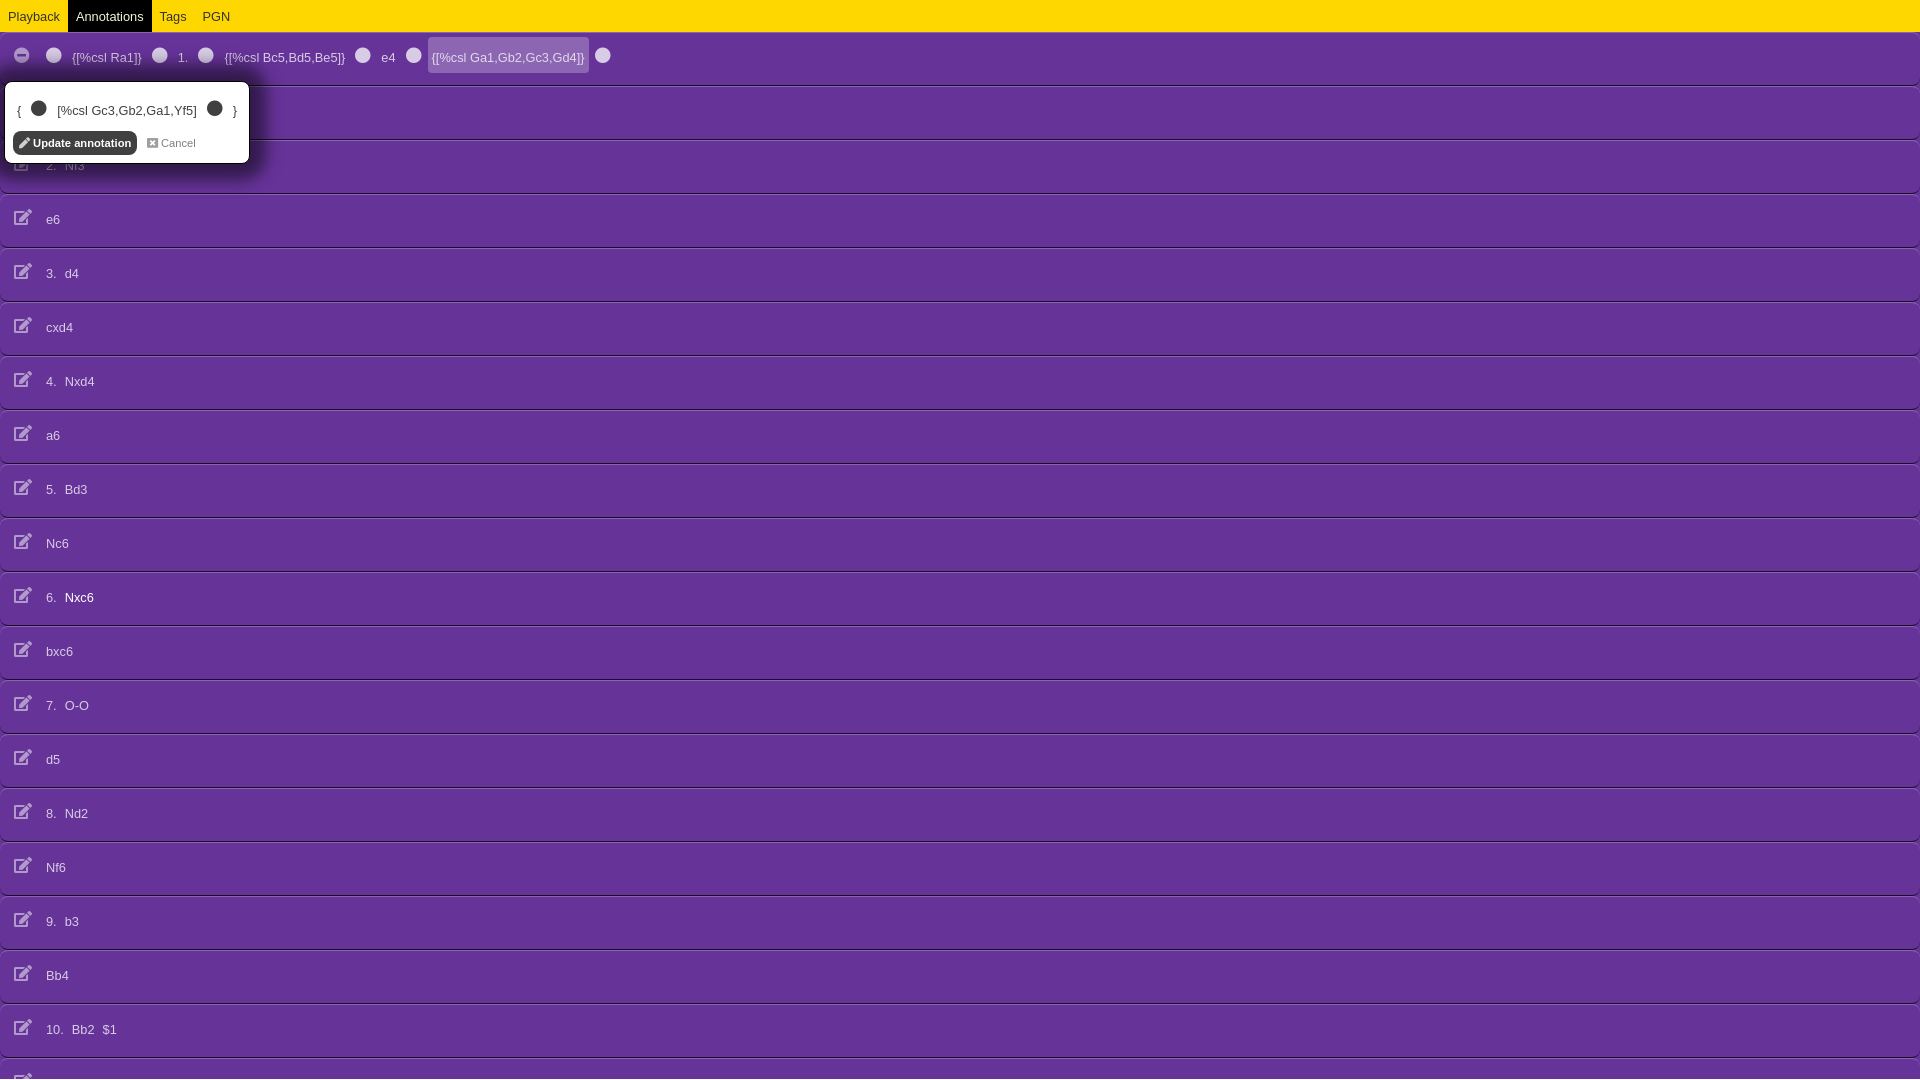 Playback Annotations Tags PGN
{[%csl Ra1]} 1. {[%csl Bc5,Bd5,Be5]} e4 {[%csl Ga1,Gb2,Gc3,Gd4]}
{ [%csl Gc3,Gb2,Ga1,Yf5] }
Update annotation Cancel
2. Nf3
e6
3. d4
cxd4
4. Nxd4
a6
5. Bd3
Nc6
6. Nxc6
bxc6
7. O-O
d5
8. Nd2
Nf6
9. b3
Bb4
10. Bb2 $1